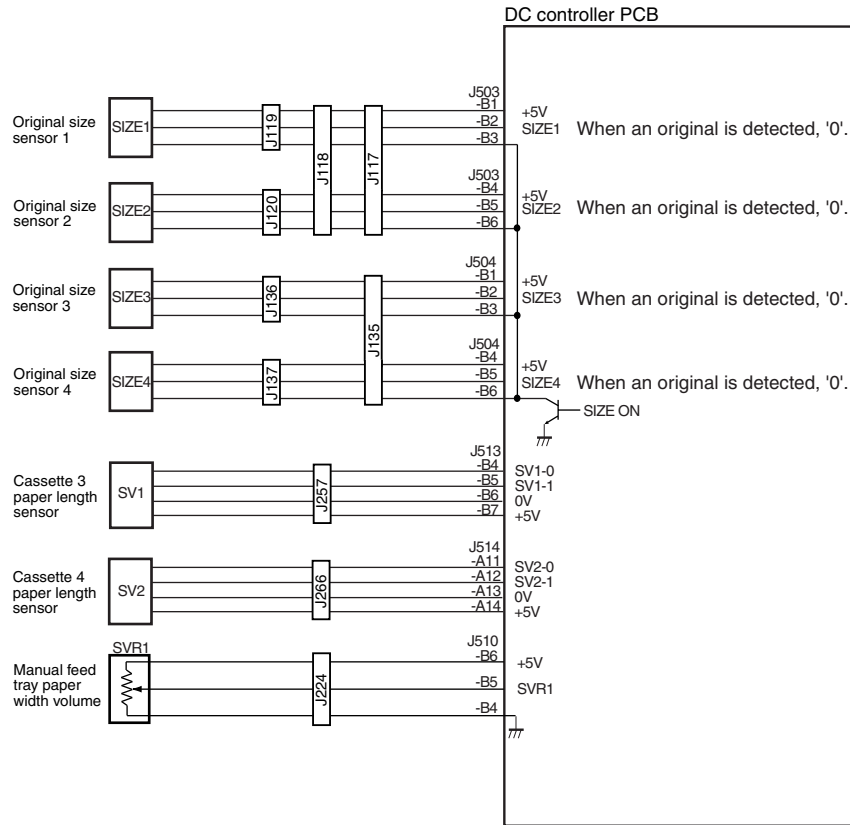 DC controller PCB
Original size
sensor 1
SIZE1
J119
J118
J117
J503
-B1
-B2
-B3
+5V
SIZE1
When an original is detected, '0'.
Original size
sensor 2
SIZE2
J120
J503
-B4
-B5
-B6
+5V
SIZE2
When an original is detected, '0'.
Original size
sensor 3
SIZE3
J136
J135
J504
-B1
-B2
-B3
+5V
SIZE3
When an original is detected, '0'.
Original size
sensor 4
SIZE4
J137
J504
-B4
-B5
-B6
+5V
SIZE4
When an original is detected, '0'.
SIZE ON
Cassette 3
paper length
sensor
SV1
J257
J513
-B4
-B5
-B6
-B7
SV1-0
SV1-1
0V
+5V
Cassette 4
paper length
sensor
SV2
J266
J514
-A11
-A12
-A13
-A14
SV2-0
SV2-1
0V
+5V
Manual feed
tray paper
width volume
SVR1
J224
J510
-B6
-B5
-B4
+5V
SVR1